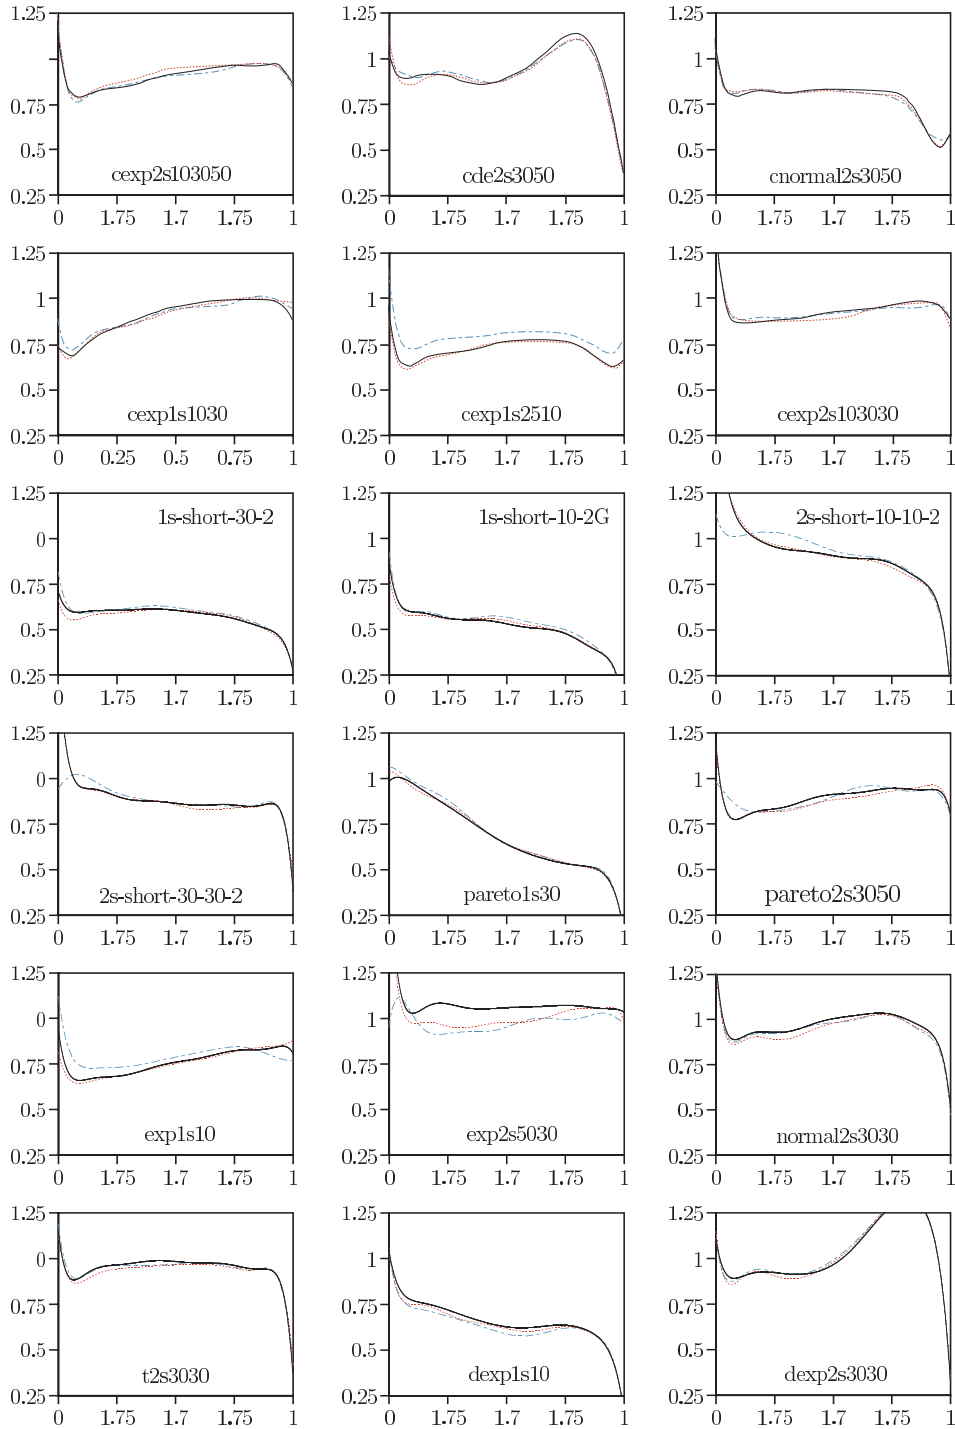 1.25 1.25 1.25
1 1 1
0.75 0.75 0.75
0.5 0.5 0.5
cexp2s103050 cde2s3050 cnormal2s3050
0.25 0.25 0.25
0 1.75 1.7 1.75 1 0 1.75 1.7 1.75 1 0 1.75 1.7 1.75 1
1.25 1.25 1.25
1 1 1
0.75 0.75 0.75
0.5 0.5 0.5
cexp1s1030 cexp1s2510 cexp2s103030
0.25 0.25 0.25
0 0.25 0.5 0.75 1 0 1.75 1.7 1.75 1 0 1.75 1.7 1.75 1
1.25 1.25 1.25
1s-short-30-2 1s-short-10-2G 2s-short-10-10-2
0 1 1
0.75 0.75 0.75
0.5 0.5 0.5
0.25 0.25 0.25
0 1.75 1.7 1.75 1 0 1.75 1.7 1.75 1 0 1.75 1.7 1.75 1
1.25 1.25 1.25
0 1 1
0.75 0.75 0.75
0.5 0.5 0.5
2s-short-30-30-2 pareto1s30 pareto2s3050
0.25 0.25 0.25
0 1.75 1.7 1.75 1 0 1.75 1.7 1.75 1 0 1.75 1.7 1.75 1
1.25 1.25 1.25
0 1 1
0.75 0.75 0.75
0.5 0.5 0.5
exp1s10 exp2s5030 normal2s3030
0.25 0.25 0.25
0 1.75 1.7 1.75 1 0 1.75 1.7 1.75 1 0 1.75 1.7 1.75 1
1.25 1.25 1.25
0 1 1
0.75 0.75 0.75
0.5 0.5 0.5
t2s3030 dexp1s10 dexp2s3030
0.25 0.25 0.25
0 1.75 1.7 1.75 1 0 1.75 1.7 1.75 1 0 1.75 1.7 1.75 1